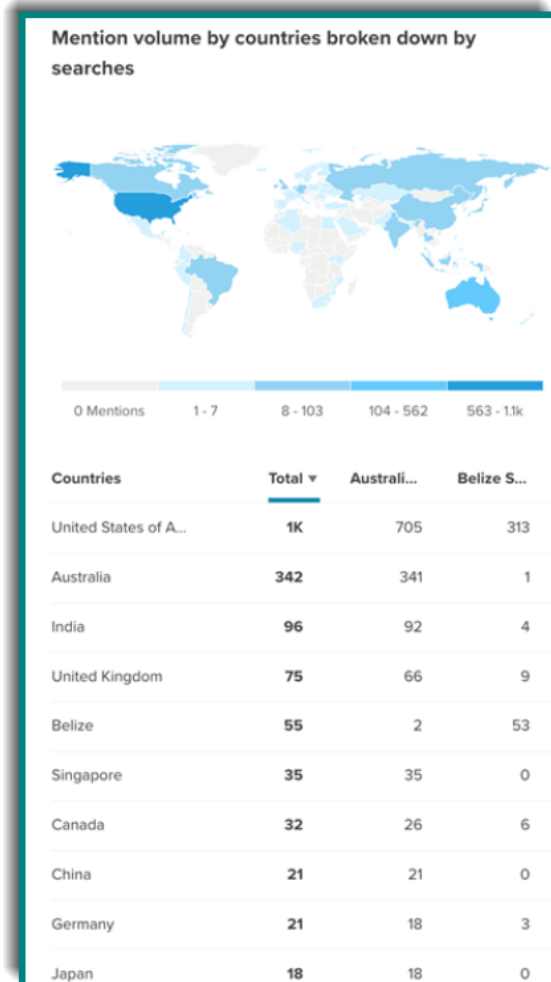 Mention volume by countries broken down by
searches
0 Mentions 1 - 7 8 - 103 104 - 562 563 - 1.1k
Countries Total ▼ Australi... Belize S...
United States of A... 1K 705 313
Australia 342 341 1
India 96 92 4
United Kingdom 75 66 9
Belize 55 2 53
Singapore 35 35 0
Canada 32 26 6
China 21 21 0
Germany 21 18 3
Japan 18 18 0